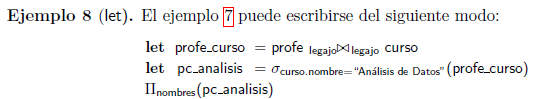 Ejemplo 8 (let). El ejemplo 7 puede escribirse del siguiente modo:
let profe_curso = profe legajo⋈legajo curso
let pc_analisis = σcurso.nombre=“Análisis de Datos”(profe_curso)
Πnombres(pc_analisis)